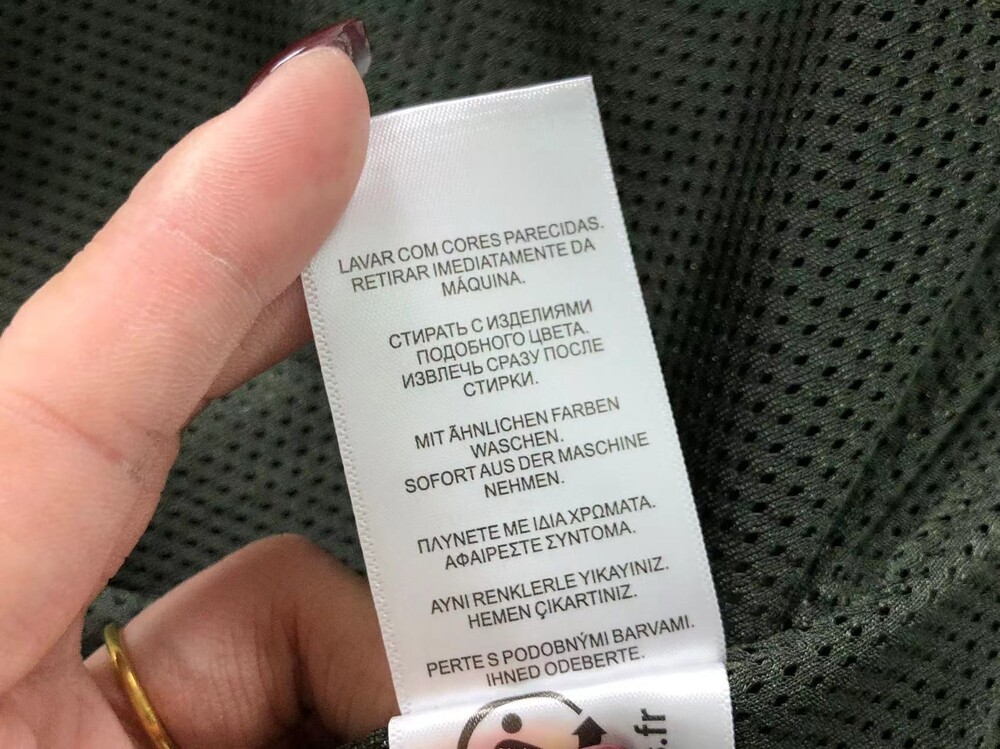 LAVAR COM CORES PARECIDAS.
RETIRAR IMEDIATAMENTE DA
MÁQUINA.
СТИРАТЬ С ИЗДЕЛИЯМИ
ПОДОБНОГО ЦВЕТА.
ИЗВЛЕЧЬ СРАЗУ ПОСЛЕ
СТИРКИ.
MIT ÃHNLICHEN FARBEN
WASCHEN.
SOFORT AUS DER MASCHINE
NEHMEN.
ΠΛΥΝΕΤΕ ΜΕ ΙΔΙΑ ΧΡΩΜΑΤΑ.
ΑΦΑΙΡΕΣΤΕ ΣΥΝΤΟΜΑ.
AYNI RENKLERLE YIKAYINIZ.
HEMEN ÇIKARTINIZ.
PERTE S PODOBNÝMI BARVAMI.
IHNED ODEBERTE.
.fr